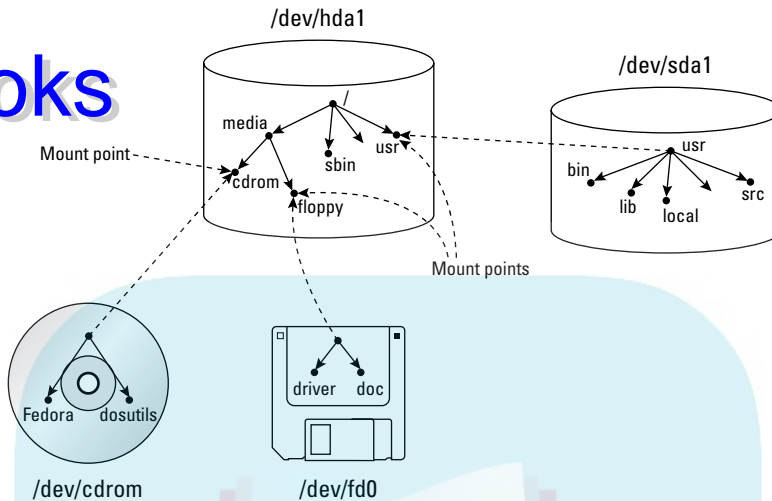 /dev/hda1
oks
/dev/sda1
/
media
usr
sbin
Mount point
cdrom
floppy
usr
bin
lib
local
src
Mount points
Fedora
dosutils
driver
doc
/dev/cdrom
/dev/fd0